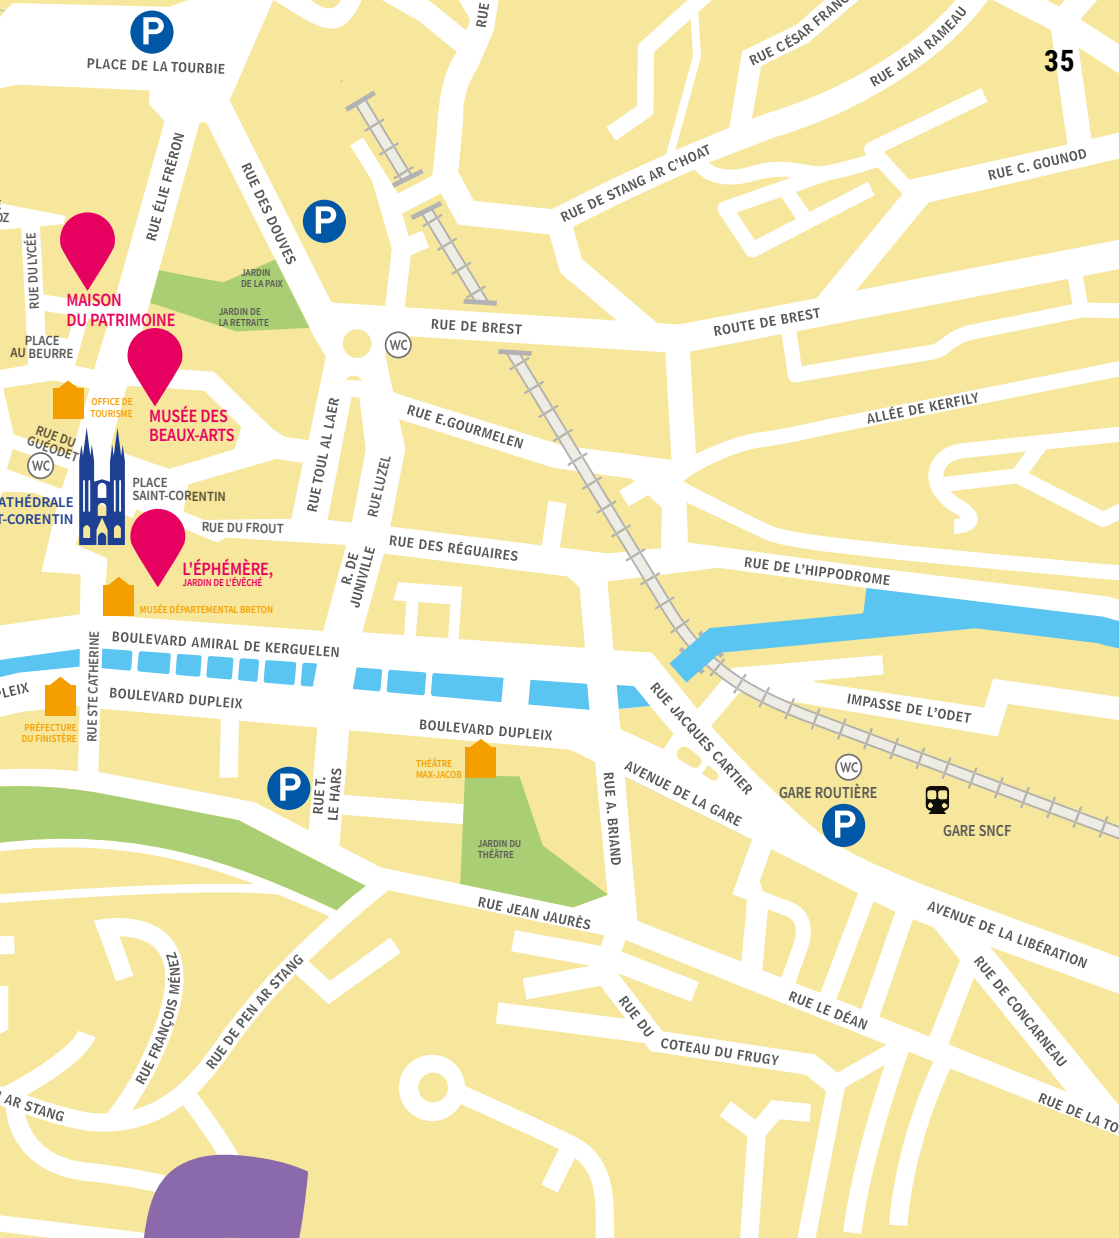 P
PLACE DE LA TOURBIE
RUE
RUE CÉSAR FRANC
RUE JEAN RAMEAU
35
RUE ÉLIE FRÉRON
RUE DES DOUVES
P
RUE DE STANG AR C'HOAT
RUE C. GOUNOD
OZ
RUE DU LYCÉE
MAISON
DU PATRIMOINE
JARDIN
DE LA PAIX
JARDIN DE
LA RETRAITE
RUE DE BREST
ROUTE DE BREST
WC
PLACE
AU BEURRE
OFFICE DE
TOURISME
MUSÉE DES
BEAUX-ARTS
RUE E.GOURMELEN
ALLÉE DE KERFILY
RUE DU
GUÉODET
WC
RUE TOUL AL LAER
RUE LUZEL
PLACE
SAINT-CORENTIN
ATHÉDRALE
T-CORENTIN
RUE DU FROUT
RUE DES RÉGUAIRES
R. DE
JUNIVILLE
L'ÉPHÉMÈRE,
JARDIN DE L'ÉVÊCHÉ
RUE DE L'HIPPODROME
MUSÉE DÉPARTEMENTAL BRETON
BOULEVARD AMIRAL DE KERGUELEN
RUE STE CATHERINE
PLEIX
BOULEVARD DUPLEIX
PRÉFECTURE
DU FINISTÈRE
BOULEVARD DUPLEIX
RUE JACQUES CARTIER
IMPASSE DE L'ODET
THÉÂTRE
MAX-JACOB
P
RUE T.
LE HARS
RUE A. BRIAND
AVENUE DE LA GARE
WC
GARE ROUTIÈRE
P
GARE SNCF
JARDIN DU
THÉÂTRE
RUE JEAN JAURÈS
AVENUE DE LA LIBÉRATION
RUE FRANÇOIS MÉNEZ
RUE DE PEN AR STANG
RUE DU
COTEAU DU FRUGY
RUE LE DÉAN
RUE DE CONCARNEAU
AR STANG
RUE DE LA TO